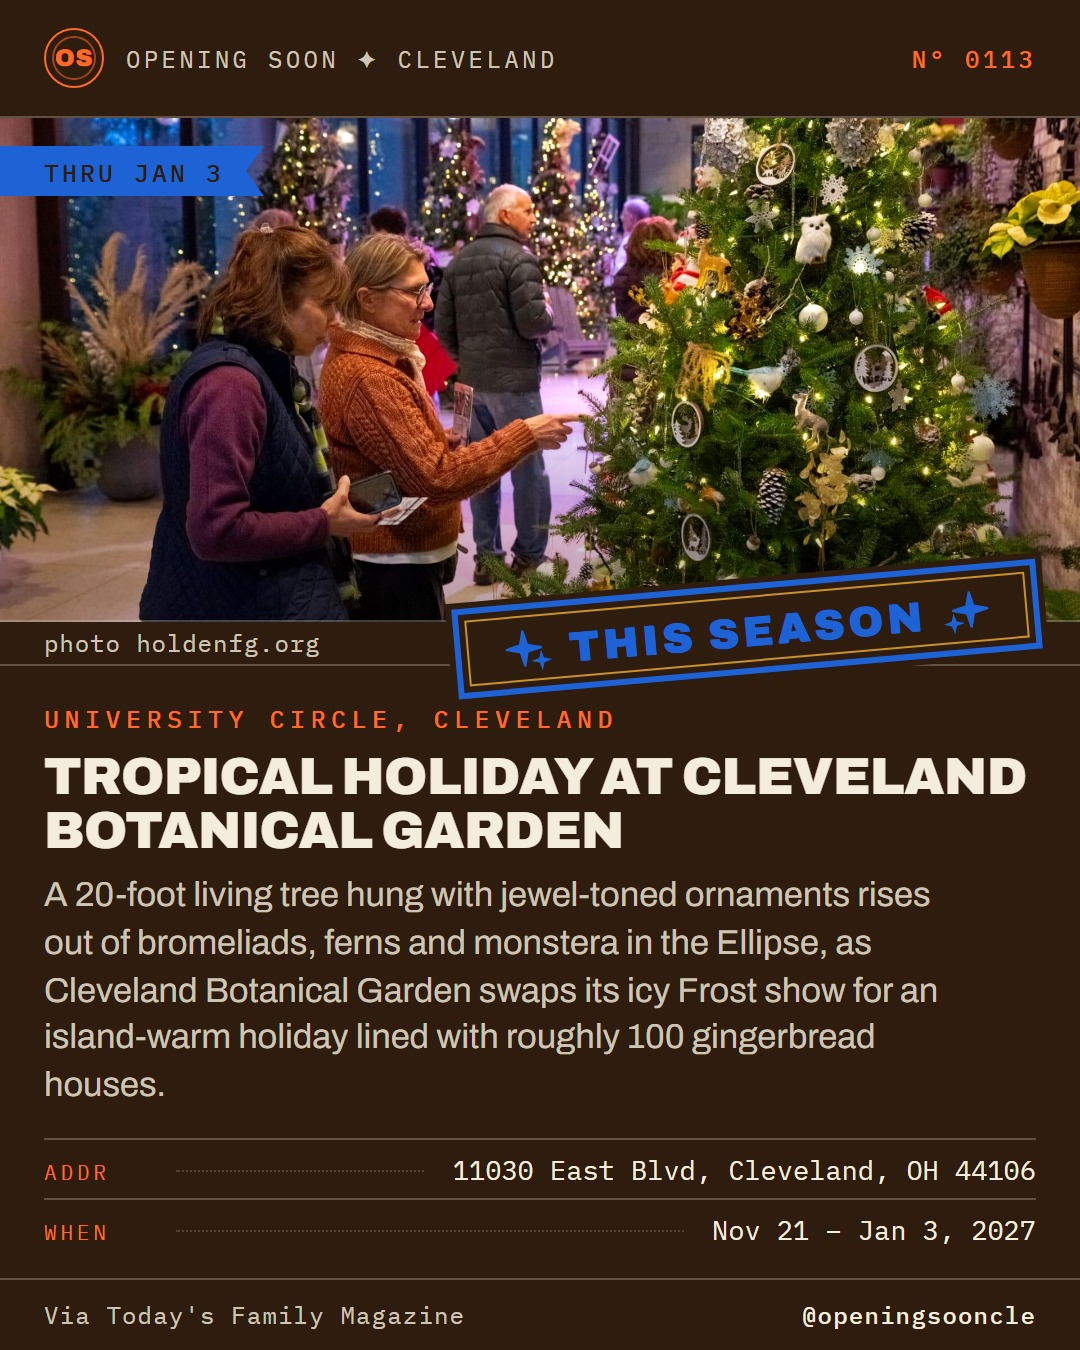 OS OPENING SOON ✦ CLEVELAND N° 0113
THRU JAN 3
THIS SEASON
photo holdenfg.org
UNIVERSITY CIRCLE, CLEVELAND
TROPICAL HOLIDAY AT CLEVELAND
BOTANICAL GARDEN
A 20-foot living tree hung with jewel-toned ornaments rises
out of bromeliads, ferns and monstera in the Ellipse, as
Cleveland Botanical Garden swaps its icy Frost show for an
island-warm holiday lined with roughly 100 gingerbread
houses.
ADDR 11030 East Blvd, Cleveland, OH 44106
WHEN Nov 21 – Jan 3, 2027
Via Today's Family Magazine @openingsooncle